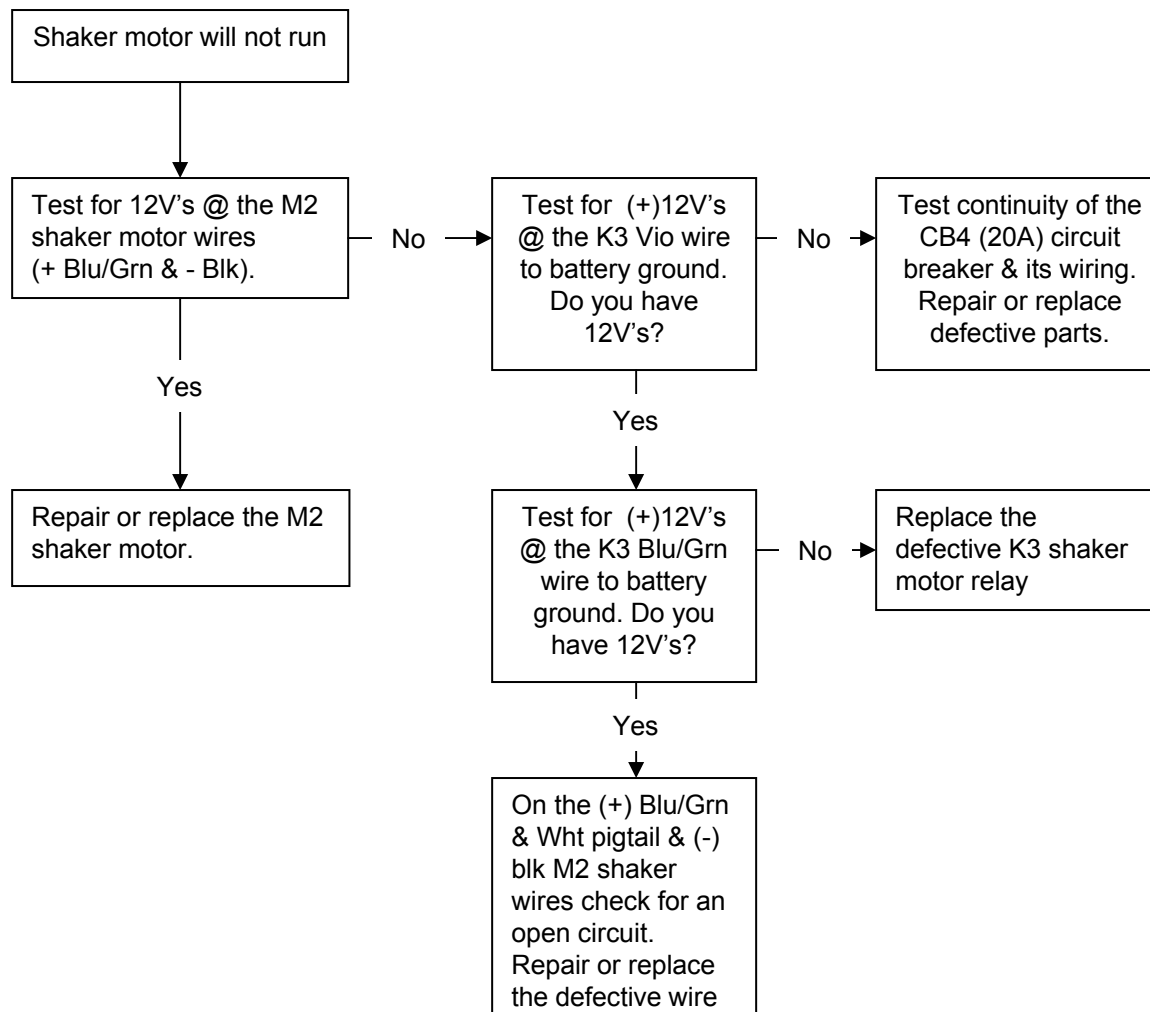 Shaker motor will not run
Test for 12V's @ the M2
shaker motor wires
(+ Blu/Grn & - Blk).
No
Test for (+)12V's
@ the K3 Vio wire
to battery ground.
Do you have
12V's?
No
Test continuity of the
CB4 (20A) circuit
breaker & its wiring.
Repair or replace
defective parts.
Yes
Yes
Repair or replace the M2
shaker motor.
Test for (+)12V's
@ the K3 Blu/Grn
wire to battery
ground. Do you
have 12V's?
No
Replace the
defective K3 shaker
motor relay
Yes
On the (+) Blu/Grn
& Wht pigtail & (-)
blk M2 shaker
wires check for an
open circuit.
Repair or replace
the defective wire